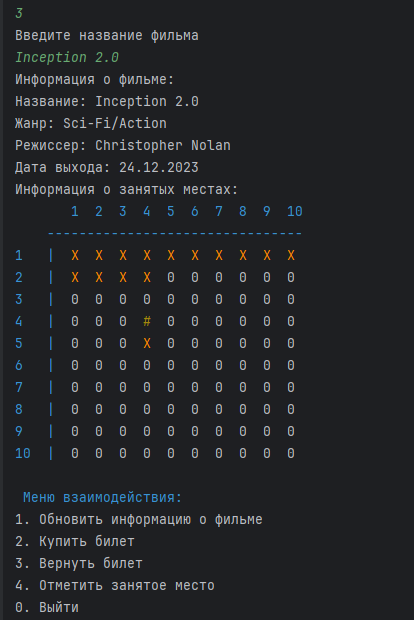 3
Введите название фильма
Inception 2.0
Информация о фильме:
Название: Inception 2.0
Жанр: Sci-Fi/Action
Режиссер: Christopher Nolan
Дата выхода: 24.12.2023
Информация о занятых местах:
1 2 3 4 5 6 7 8 9 10
--------------------------------
1 | X X X X X X X X X X
2 | X X X X 0 0 0 0 0 0
3 | 0 0 0 0 0 0 0 0 0 0
4 | 0 0 0 # 0 0 0 0 0 0
5 | 0 0 0 X 0 0 0 0 0 0
6 | 0 0 0 0 0 0 0 0 0 0
7 | 0 0 0 0 0 0 0 0 0 0
8 | 0 0 0 0 0 0 0 0 0 0
9 | 0 0 0 0 0 0 0 0 0 0
10 | 0 0 0 0 0 0 0 0 0 0
Меню взаимодействия:
1. Обновить информацию о фильме
2. Купить билет
3. Вернуть билет
4. Отметить занятое место
0. Выйти